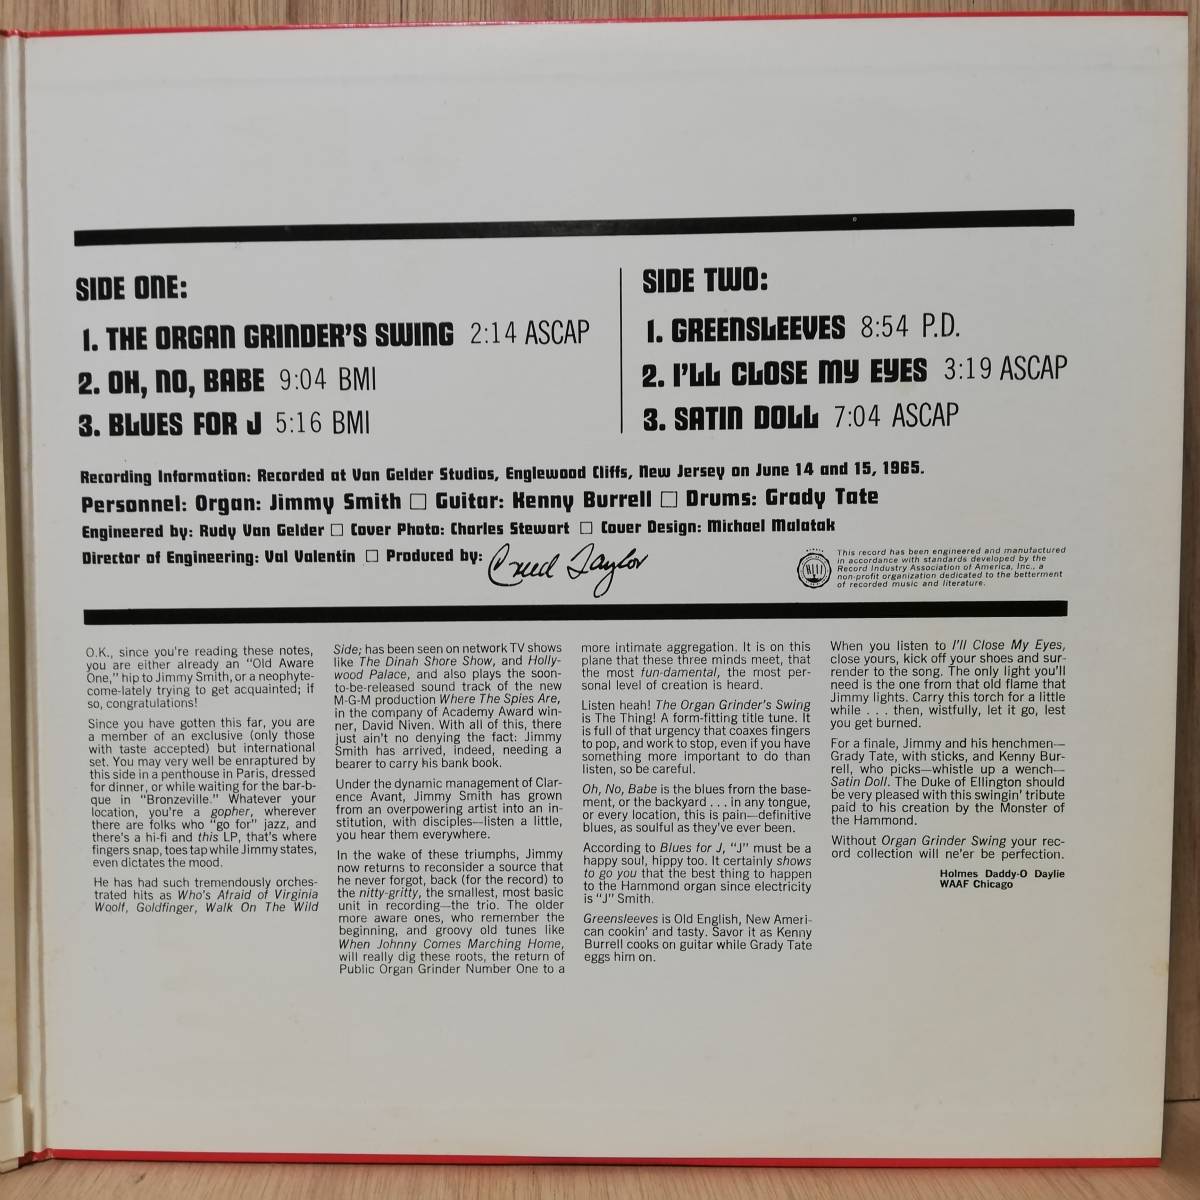 SIDE ONE:
1. THE ORGAN GRINDER'S SWING 2:14 ASCAP
2. OH, NO, BABE 9:04 BMI
3. BLUES FOR J 5:16 BMI
SIDE TWO:
1. GREENSLEEVES 8:54 P.D.
2. I'LL CLOSE MY EYES 3:19 ASCAP
3. SATIN DOLL 7:04 ASCAP
Recording Information: Recorded at Van Gelder Studios, Englewood Cliffs, New Jersey on June 14 and 15, 1965.
Personnel: Organ: Jimmy Smith □ Guitar: Kenny Burrell □ Drums: Grady Tate
Engineered by: Rudy Van Gelder □ Cover Photo: Charles Stewart □ Cover Design: Michael Malatak
Director of Engineering: Val Valentin □ Produced by: Creed Taylor
This record has been engineered and manufactured
in accordance with standards developed by the
Record Industry Association of America, Inc., a
non-profit organization dedicated to the betterment
of recorded music and literature.
O.K., since you're reading these notes,
you are either already an "Old Aware
One," hip to Jimmy Smith, or a neophyte-
come-lately trying to get acquainted; if
so, congratulations!
Since you have gotten this far, you are
a member of an exclusive (only those
with taste accepted) but international
set. You may very well be enraptured by
this side in a penthouse in Paris, dressed
for dinner, or while waiting for the bar-b-
que in "Bronzeville." Whatever your
location, you're a gopher, wherever
there are folks who "go for" jazz, and
there's a hi-fi and this LP, that's where
fingers snap, toes tap while Jimmy states,
even dictates the mood.
He has had such tremendously orches-
trated hits as Who's Afraid of Virginia
Woolf, Goldfinger, Walk On The Wild
Side; has been seen on network TV shows
like The Dinah Shore Show, and Holly-
wood Palace, and also plays the soon-
to-be-released sound track of the new
M-G-M production Where The Spies Are,
in the company of Academy Award win-
ner, David Niven. With all of this, there
just ain't no denying the fact: Jimmy
Smith has arrived, indeed, needing a
bearer to carry his bank book.
Under the dynamic management of Clar-
ence Avant, Jimmy Smith has grown
from an overpowering artist into an in-
stitution, with disciples—listen a little,
you hear them everywhere.
In the wake of these triumphs, Jimmy
now returns to reconsider a source that
he never forgot, back (for the record) to
the nitty-gritty, the smallest, most basic
unit in recording—the trio. The older
more aware ones, who remember the
beginning, and groovy old tunes like
When Johnny Comes Marching Home,
will really dig these roots, the return of
Public Organ Grinder Number One to a
more intimate aggregation. It is on this
plane that these three minds meet, that
the most fun-damental, the most per-
sonal level of creation is heard.
Listen heah! The Organ Grinder's Swing
is The Thing! A form-fitting title tune. It
is full of that urgency that coaxes fingers
to pop, and work to stop, even if you have
something more important to do than
listen, so be careful.
Oh, No, Babe is the blues from the base-
ment, or the backyard . . . in any tongue,
or every location, this is pain—definitive
blues, as soulful as they've ever been.
According to Blues for J, "J" must be a
happy soul, hippy too. It certainly shows
to go you that the best thing to happen
to the Hammond organ since electricity
is "J" Smith.
Greensleeves is Old English, New Ameri-
can cookin' and tasty. Savor it as Kenny
Burrell cooks on guitar while Grady Tate
eggs him on.
When you listen to I'll Close My Eyes,
close yours, kick off your shoes and sur-
render to the song. The only light you'll
need is the one from that old flame that
Jimmy lights. Carry this torch for a little
while . . . then, wistfully, let it go, lest
you get burned.
For a finale, Jimmy and his henchmen—
Grady Tate, with sticks, and Kenny Bur-
rell, who picks—whistle up a wench—
Satin Doll. The Duke of Ellington should
be very pleased with this swingin' tribute
paid to his creation by the Monster of
the Hammond.
Without Organ Grinder Swing your rec-
ord collection will ne'er be perfection.
Holmes Daddy-O Daylie
WAAF Chicago